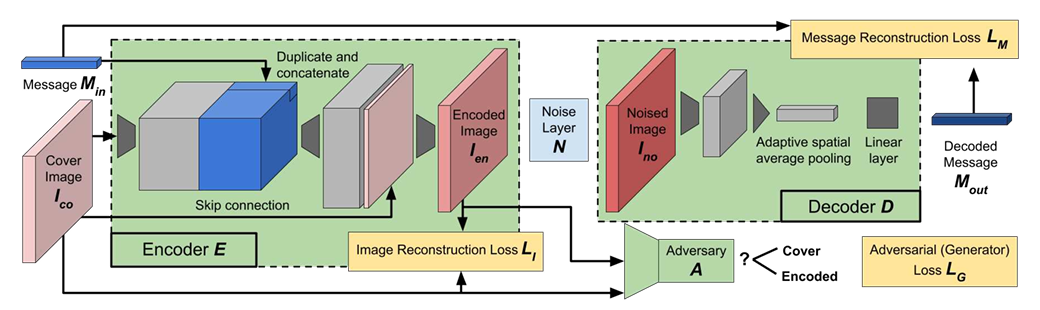 Message M_in
Duplicate and
concatenate
Cover
Image
I_co
Skip connection
Encoder E
Encoded
Image
I_en
Image Reconstruction Loss L_I
Noise
Layer
N
Noised
Image
I_no
Adaptive spatial
average pooling
Linear
layer
Decoder D
Message Reconstruction Loss L_M
Decoded
Message
M_out
Adversary
A
?
Cover
Encoded
Adversarial (Generator)
Loss L_G